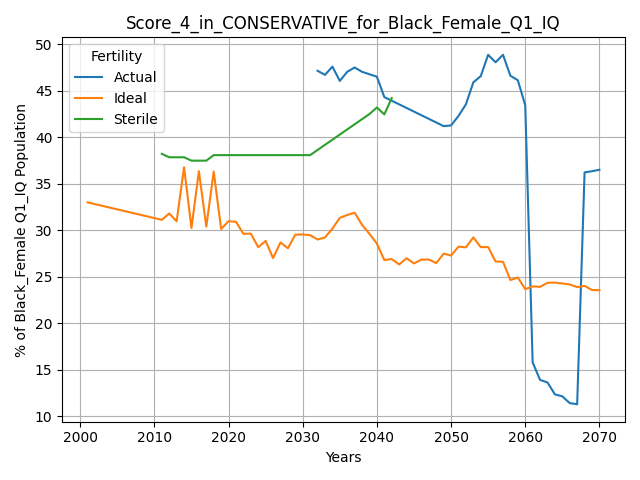 Score_4_in_CONSERVATIVE_for_Black_Female_Q1_IQ
Fertility
Actual
Ideal
Sterile
% of Black_Female Q1_IQ Population
50
45
40
35
30
25
20
15
10
2000 2010 2020 2030 2040 2050 2060 2070
Years